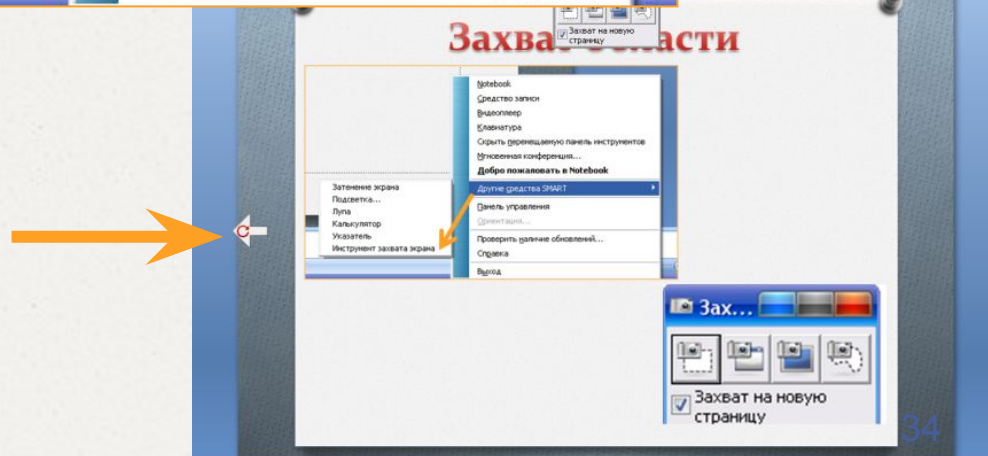 Захват на новую
страницу
Захват области
Notebook
Средство записи
Видеоплеер
Клавиатура
Скрыть перемещаемую панель инструментов
Мгновенная конференция...
Добро пожаловать в Notebook
Другие средства SMART
Панель управления
Ориентация...
Проверить наличие обновлений...
Справка
Выход
Затенение экрана
Подсветка...
Лупа
Калькулятор
Указатель
Инструмент захвата экрана
Зах...
Захват на новую
страницу
34